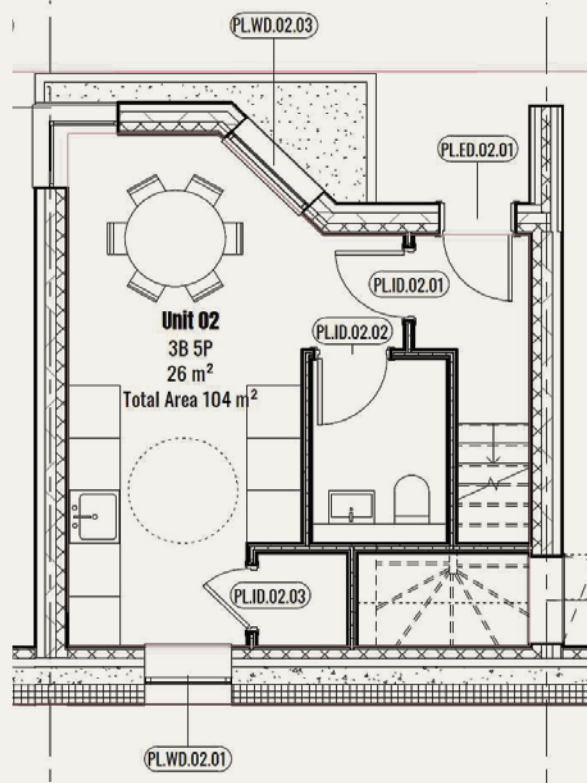 PL.WD.02.03
PL.ED.02.01
PL.ID.02.01
Unit 02
PL.ID.02.02
3B 5P
26 m²
Total Area 104 m²
PL.ID.02.03
PL.WD.02.01